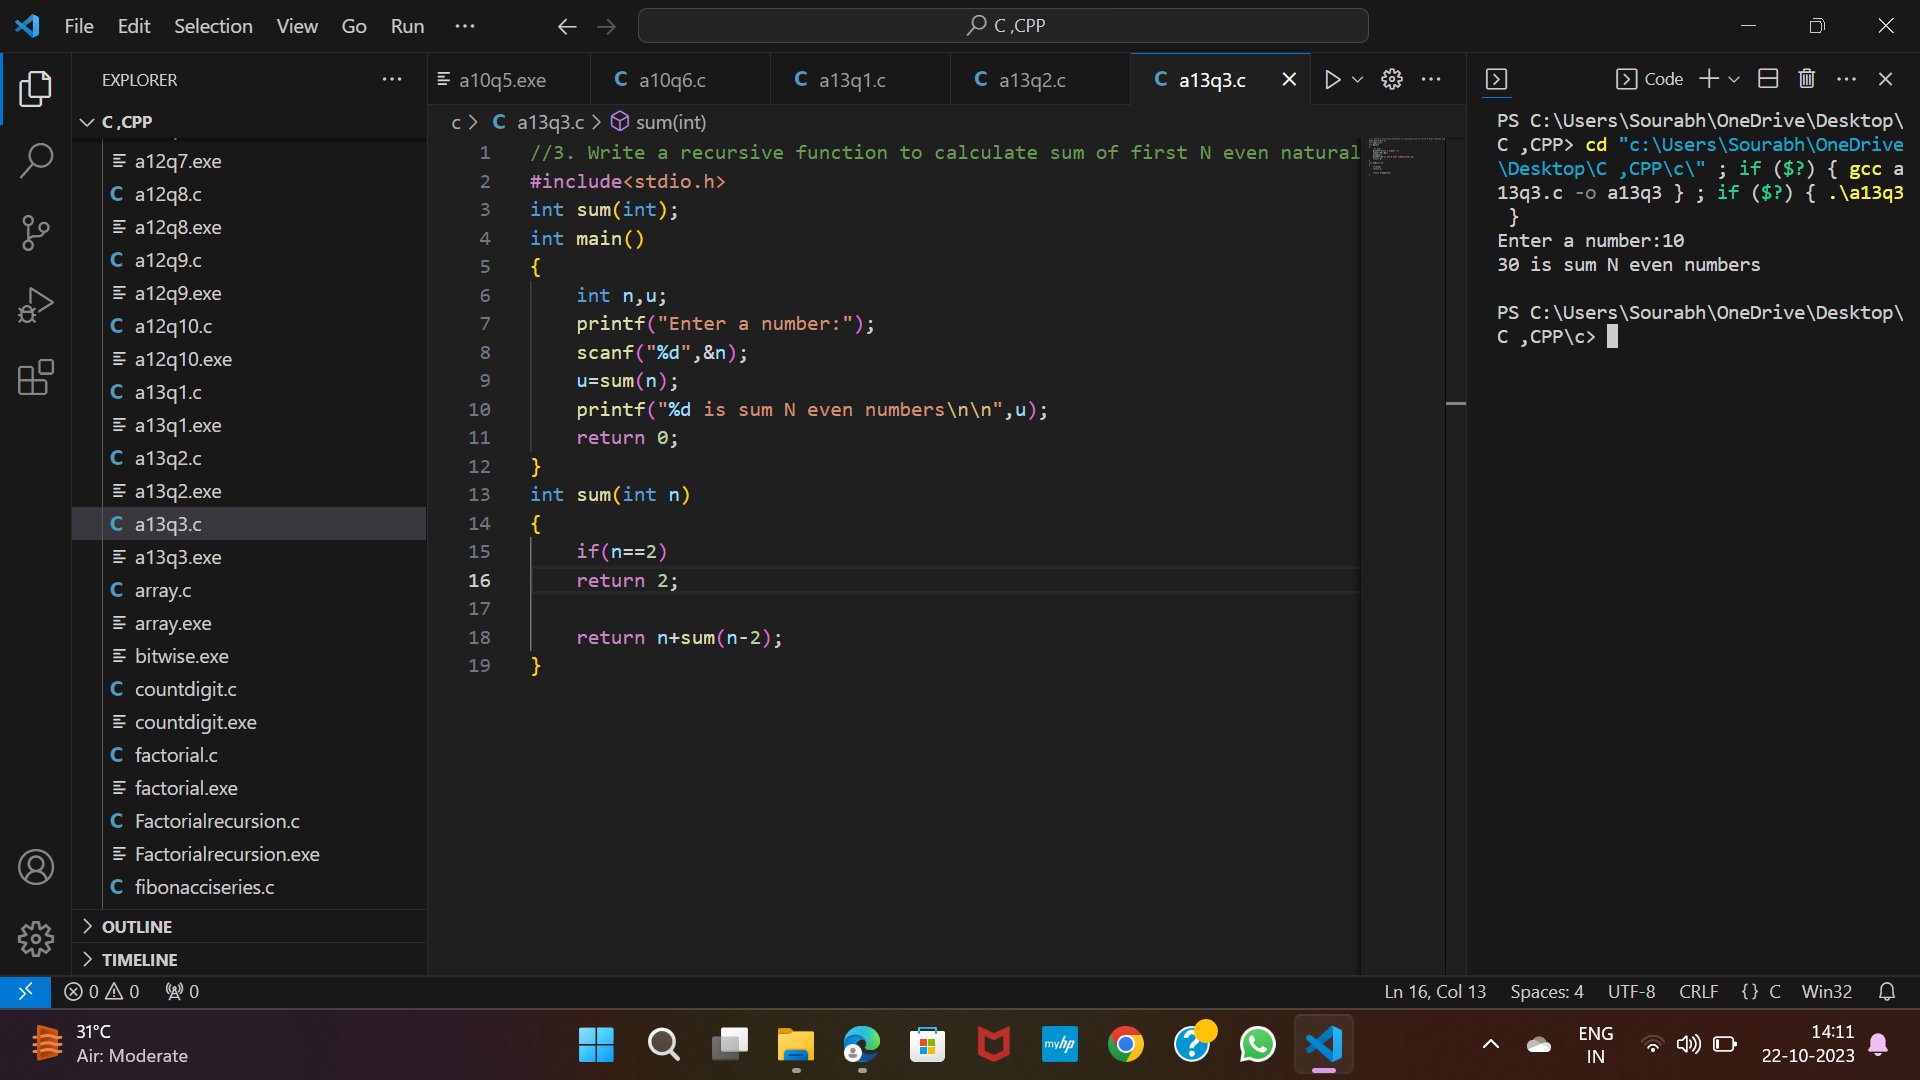 File Edit Selection View Go Run ···
C ,CPP
EXPLORER ···
a10q5.exe
C a10q6.c
C a13q1.c
C a13q2.c
C a13q3.c
Code
C ,CPP
c > C a13q3.c > sum(int)
a12q7.exe
C a12q8.c
a12q8.exe
C a12q9.c
a12q9.exe
C a12q10.c
a12q10.exe
C a13q1.c
a13q1.exe
C a13q2.c
a13q2.exe
C a13q3.c
a13q3.exe
C array.c
array.exe
bitwise.exe
C countdigit.c
countdigit.exe
C factorial.c
factorial.exe
C Factorialrecursion.c
Factorialrecursion.exe
C fibonacciseries.c
OUTLINE
TIMELINE
1 //3. Write a recursive function to calculate sum of first N even natural
2 #include<stdio.h>
3 int sum(int);
4 int main()
5 {
6 int n,u;
7 printf("Enter a number:");
8 scanf("%d",&n);
9 u=sum(n);
10 printf("%d is sum N even numbers\n\n",u);
11 return 0;
12 }
13 int sum(int n)
14 {
15 if(n==2)
16 return 2;
17
18 return n+sum(n-2);
19 }
PS C:\Users\Sourabh\OneDrive\Desktop\
C ,CPP> cd "c:\Users\Sourabh\OneDrive
\Desktop\C ,CPP\c\" ; if ($?) { gcc a
13q3.c -o a13q3 } ; if ($?) { .\a13q3
}
Enter a number:10
30 is sum N even numbers
PS C:\Users\Sourabh\OneDrive\Desktop\
C ,CPP\c>
0 0 0
Ln 16, Col 13 Spaces: 4 UTF-8 CRLF {} C Win32
31°C
Air: Moderate
myhp
ENG
IN
14:11
22-10-2023